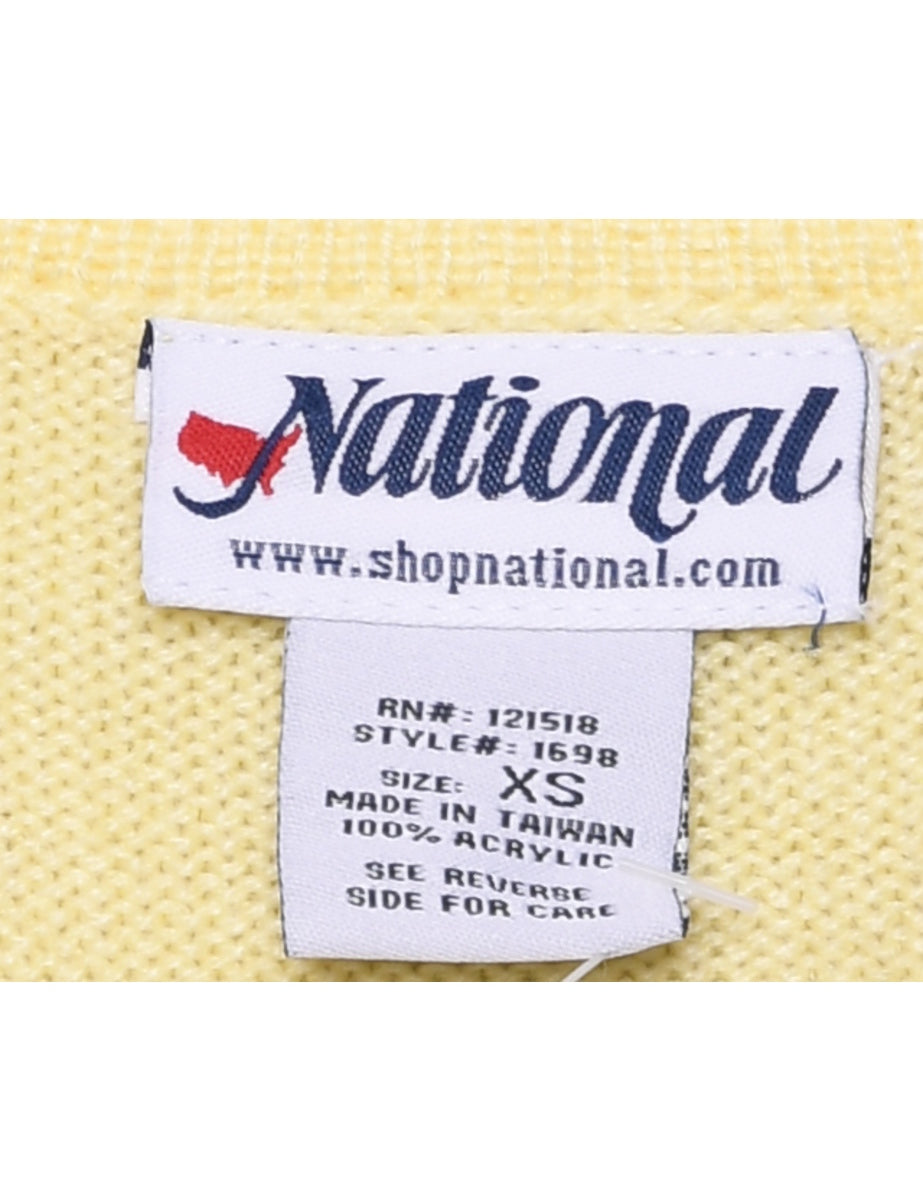 National
www.shopnational.com
RN#: 121518
STYLE#: 1698
SIZE: XS
MADE IN TAIWAN
100% ACRYLIC
SEE REVERSE
SIDE FOR CARE